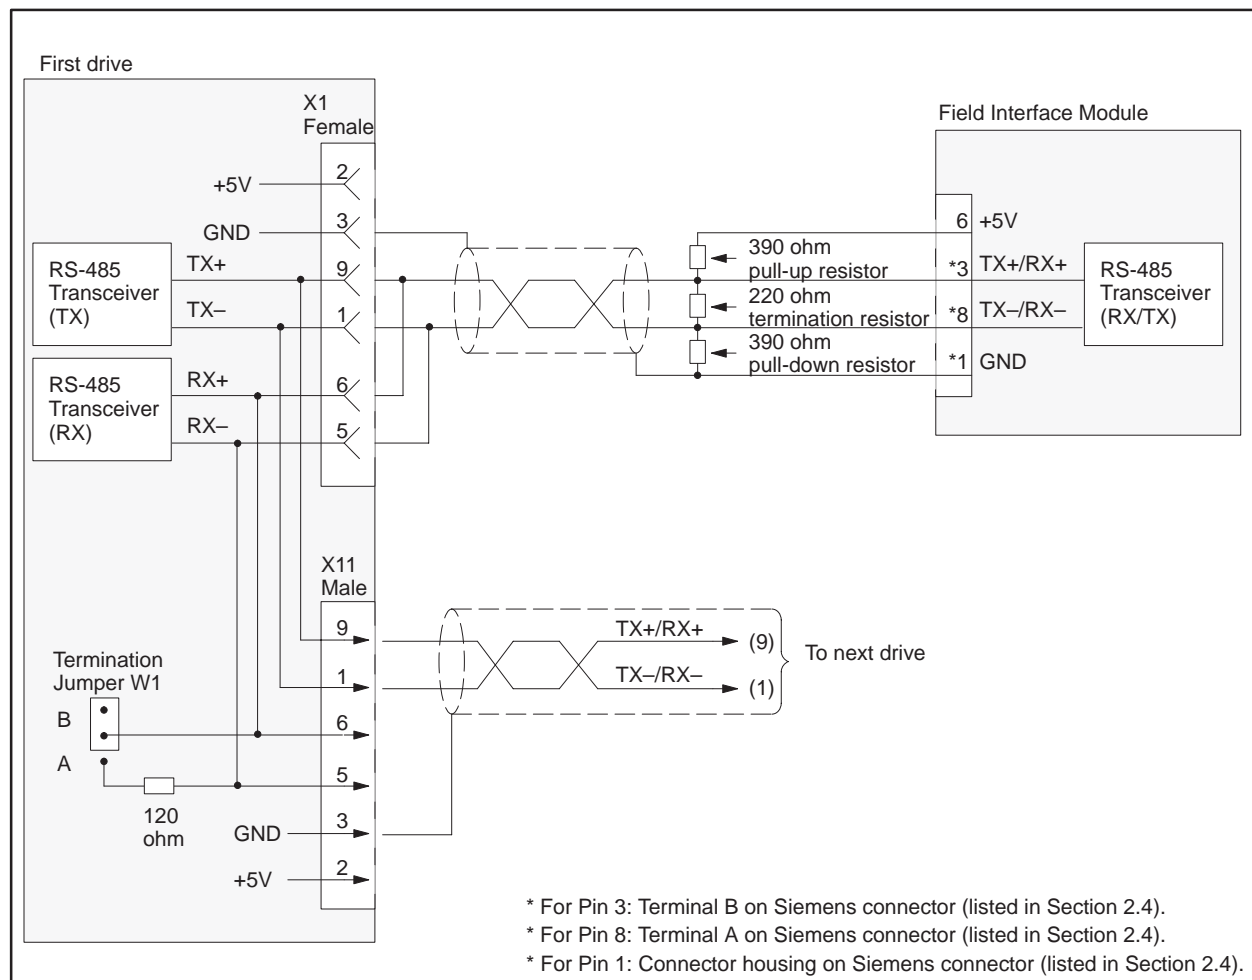 First drive
X1
Female
Field Interface Module
2
+5V
3
GND
6
+5V
RS-485
Transceiver
(TX)
TX+
9
TX–
1
390 ohm
pull-up resistor
220 ohm
termination resistor
390 ohm
pull-down resistor
*3
TX+/RX+
*8
TX–/RX–
*1
GND
RS-485
Transceiver
(RX/TX)
RS-485
Transceiver
(RX)
RX+
6
RX–
5
X11
Male
9
TX+/RX+
(9)
To next drive
1
TX–/RX–
(1)
Termination
Jumper W1
B
6
A
5
120
ohm
GND
3
+5V
2
* For Pin 3: Terminal B on Siemens connector (listed in Section 2.4).
* For Pin 8: Terminal A on Siemens connector (listed in Section 2.4).
* For Pin 1: Connector housing on Siemens connector (listed in Section 2.4).